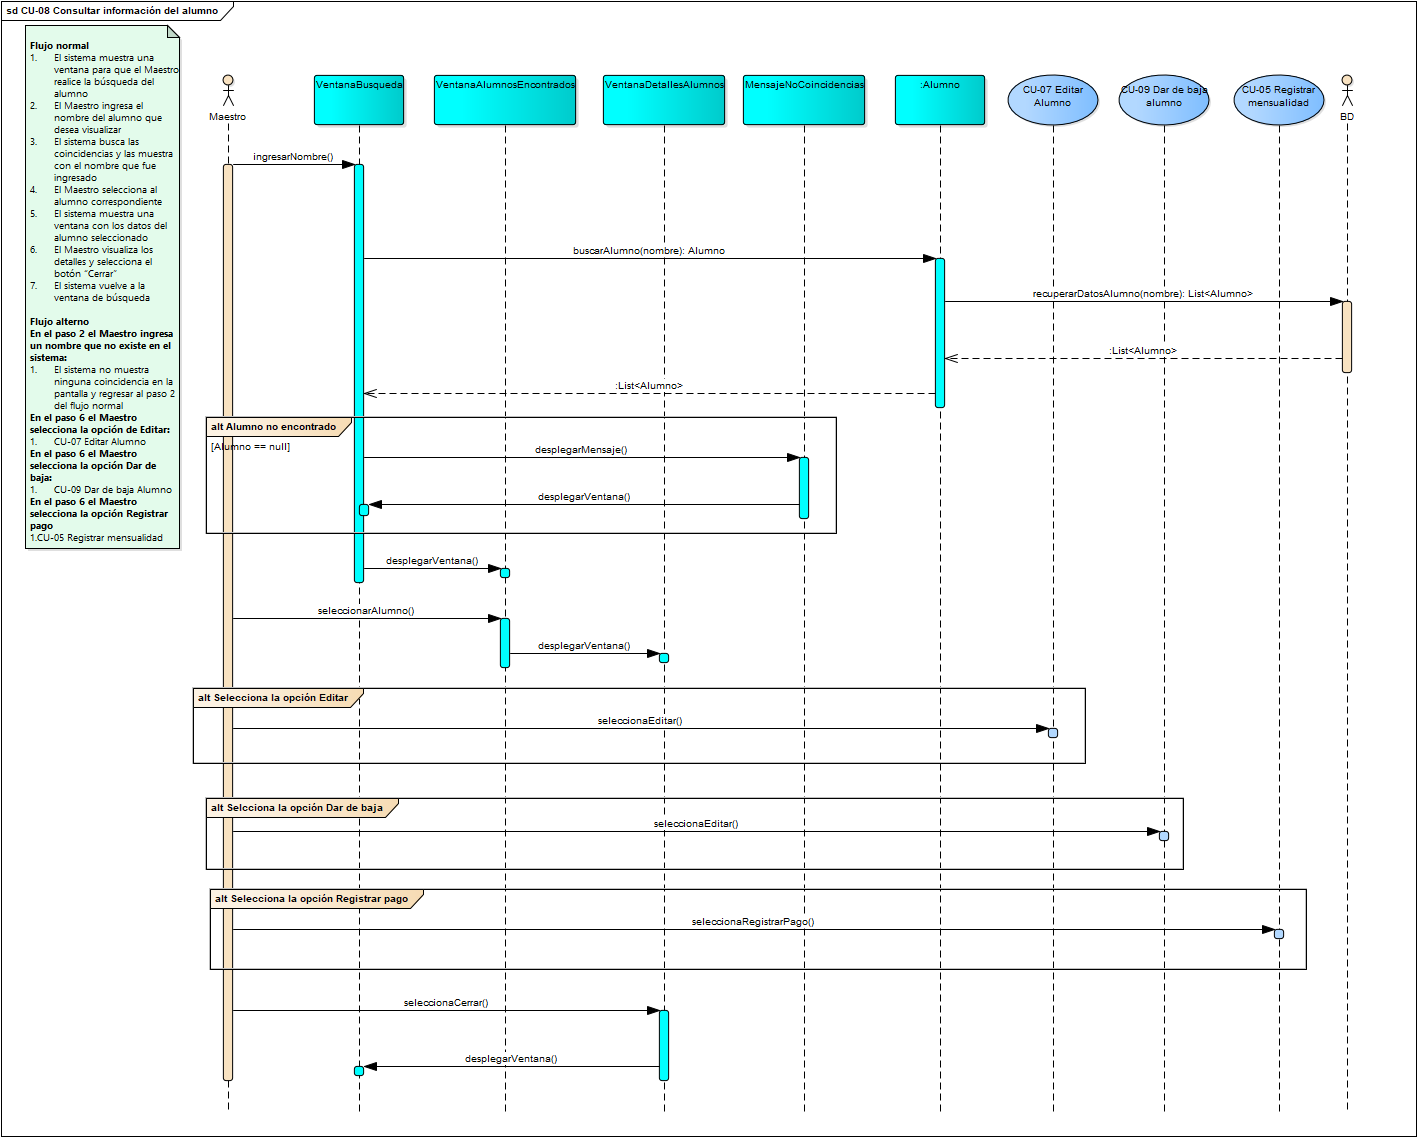 sd CU-08 Consultar información del alumno
Flujo normal
1. El sistema muestra una
ventana para que el Maestro
realice la búsqueda del
alumno
2. El Maestro ingresa el
nombre del alumno que
desea visualizar
3. El sistema busca las
coincidencias y las muestra
con el nombre que fue
ingresado
4. El Maestro selecciona al
alumno correspondiente
5. El sistema muestra una
ventana con los datos del
alumno seleccionado
6. El Maestro visualiza los
detalles y selecciona el
botón “Cerrar”
7. El sistema vuelve a la
ventana de búsqueda
Flujo alterno
En el paso 2 el Maestro ingresa
un nombre que no existe en el
sistema:
1. El sistema no muestra
ninguna coincidencia en la
pantalla y regresar al paso 2
del flujo normal
En el paso 6 el Maestro
selecciona la opción de Editar:
1. CU-07 Editar Alumno
En el paso 6 el Maestro
selecciona la opción Dar de
baja:
1. CU-09 Dar de baja Alumno
En el paso 6 el Maestro
selecciona la opción Registrar
pago
1.CU-05 Registrar mensualidad
Maestro
VentanaBusqueda
VentanaAlumnosEncontrados
VentanaDetallesAlumnos
MensajeNoCoincidencias
:Alumno
CU-07 Editar
Alumno
CU-09 Dar de baja
alumno
CU-05 Registrar
mensualidad
BD
ingresarNombre()
buscarAlumno(nombre): Alumno
recuperarDatosAlumno(nombre): List<Alumno>
:List<Alumno>
:List<Alumno>
alt Alumno no encontrado
[Alumno == null]
desplegarMensaje()
desplegarVentana()
desplegarVentana()
seleccionarAlumno()
desplegarVentana()
alt Selecciona la opción Editar
seleccionaEditar()
alt Selcciona la opción Dar de baja
seleccionaEditar()
alt Selecciona la opción Registrar pago
seleccionaRegistrarPago()
seleccionaCerrar()
desplegarVentana()